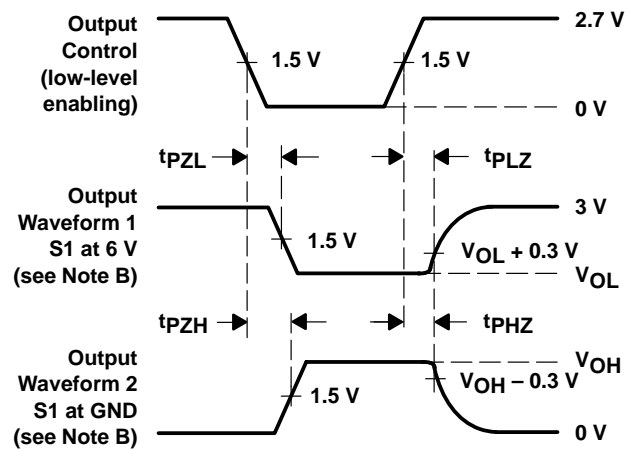 Output
Control
(low-level
enabling)
1.5 V
1.5 V
2.7 V
0 V
tPZL
tPLZ
Output
Waveform 1
S1 at 6 V
(see Note B)
1.5 V
3 V
VOL + 0.3 V
VOL
tPZH
tPHZ
Output
Waveform 2
S1 at GND
(see Note B)
1.5 V
VOH
VOH − 0.3 V
0 V